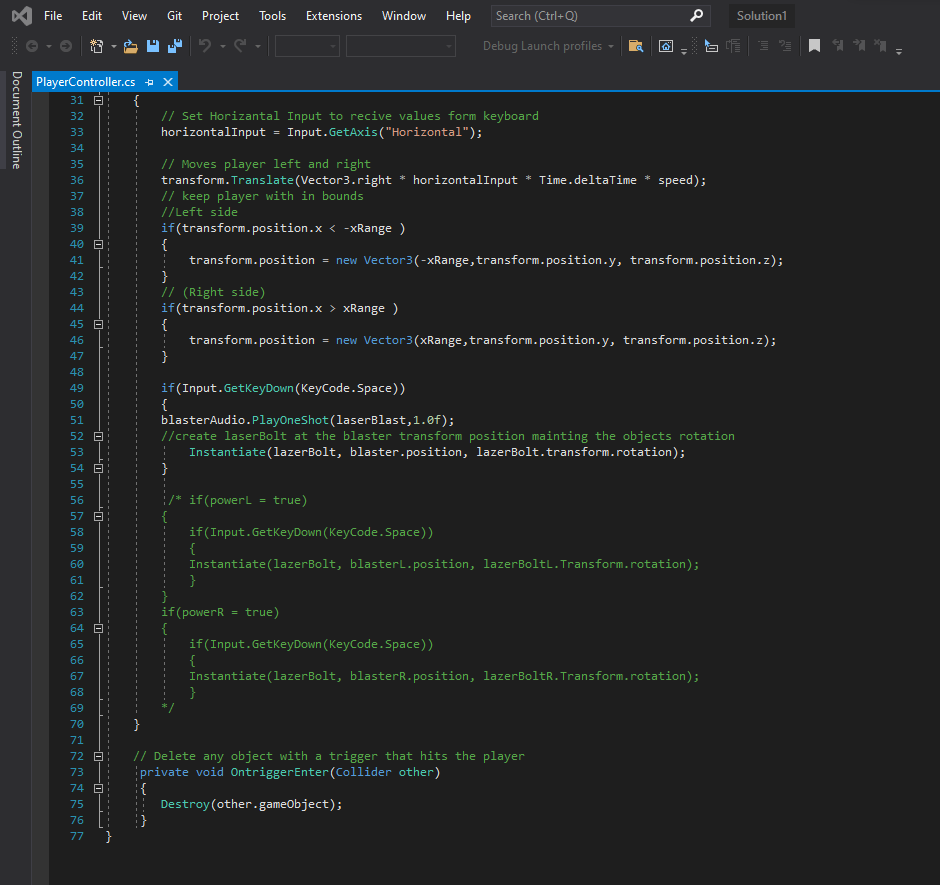 File Edit View Git Project Tools Extensions Window Help Search (Ctrl+Q) Solution1
Debug Launch profiles
Document Outline
PlayerController.cs
31 {
32 // Set Horizantal Input to recive values form keyboard
33 horizontalInput = Input.GetAxis("Horizontal");
34
35 // Moves player left and right
36 transform.Translate(Vector3.right * horizontalInput * Time.deltaTime * speed);
37 // keep player with in bounds
38 //Left side
39 if(transform.position.x < -xRange )
40 {
41 transform.position = new Vector3(-xRange,transform.position.y, transform.position.z);
42 }
43 // (Right side)
44 if(transform.position.x > xRange )
45 {
46 transform.position = new Vector3(xRange,transform.position.y, transform.position.z);
47 }
48
49 if(Input.GetKeyDown(KeyCode.Space))
50 {
51 blasterAudio.PlayOneShot(laserBlast,1.0f);
52 //create laserBolt at the blaster transform position mainting the objects rotation
53 Instantiate(lazerBolt, blaster.position, lazerBolt.transform.rotation);
54 }
55
56 /* if(powerL = true)
57 {
58 if(Input.GetKeyDown(KeyCode.Space))
59 {
60 Instantiate(lazerBolt, blasterL.position, lazerBoltL.Transform.rotation);
61 }
62 }
63 if(powerR = true)
64 {
65 if(Input.GetKeyDown(KeyCode.Space))
66 {
67 Instantiate(lazerBolt, blasterR.position, lazerBoltR.Transform.rotation);
68 }
69 */
70 }
71
72 // Delete any object with a trigger that hits the player
73 private void OntriggerEnter(Collider other)
74 {
75 Destroy(other.gameObject);
76 }
77 }